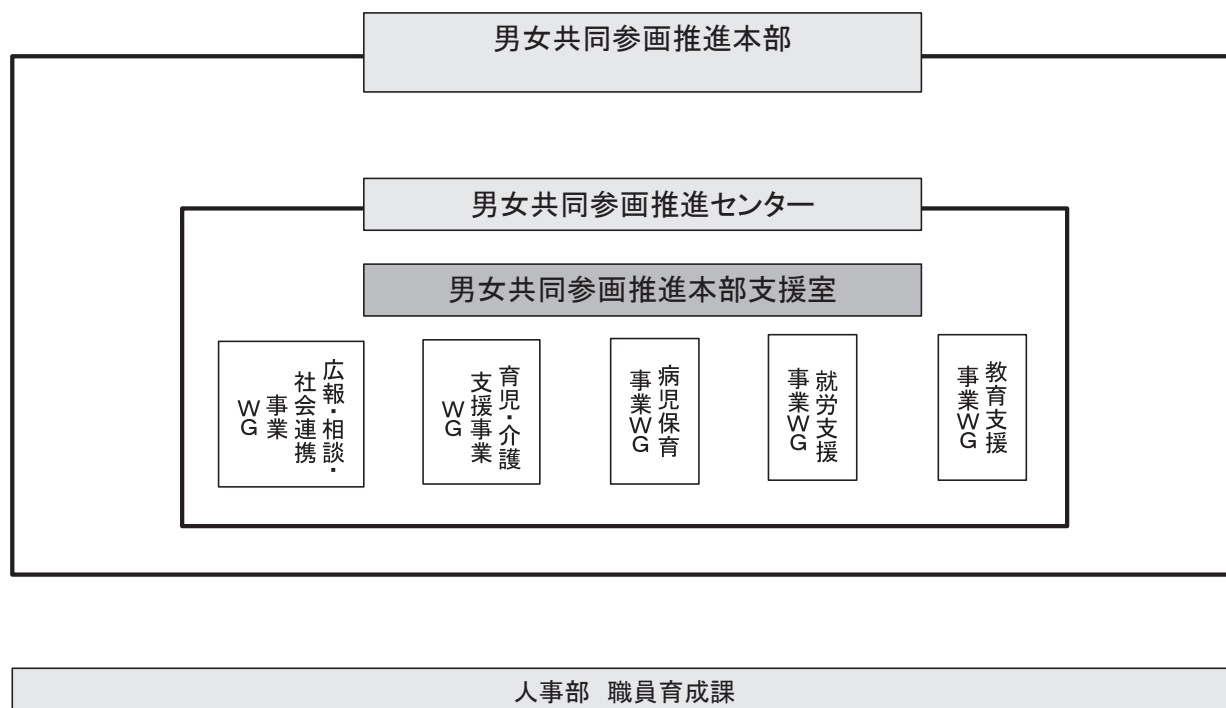 男女共同参画推進本部
男女共同参画推進センター
男女共同参画推進本部支援室
広報・相談・
社会連携
事業
WG
育児・介護
支援事業
WG
病児保育
事業WG
就労支援
事業WG
教育支援
事業WG
人事部 職員育成課